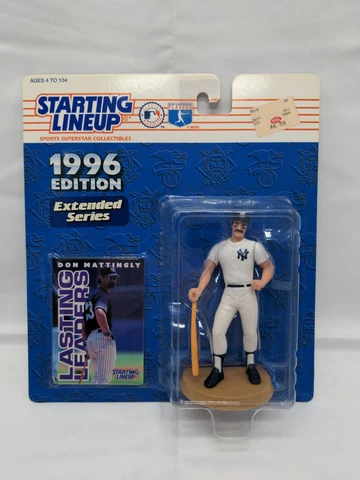 AGES 4 TO 104
STARTING
LINEUP
SPORTS SUPERSTAR COLLECTIBLES
1996
EDITION
Extended
Series
DON MATTINGLY
LASTING
LEADERS
STARTING
LINEUP
NY